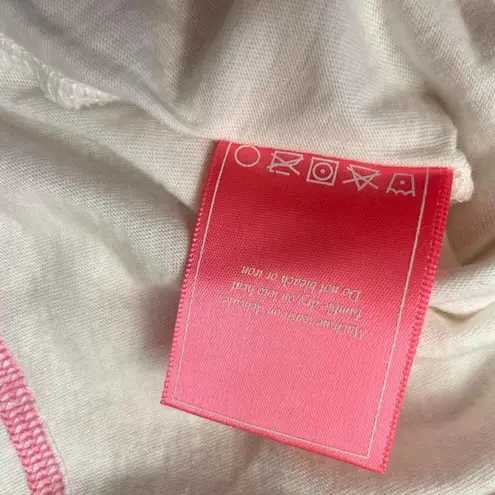 Machine wash on delicate
Tumble dry on low heat
Do not bleach or iron